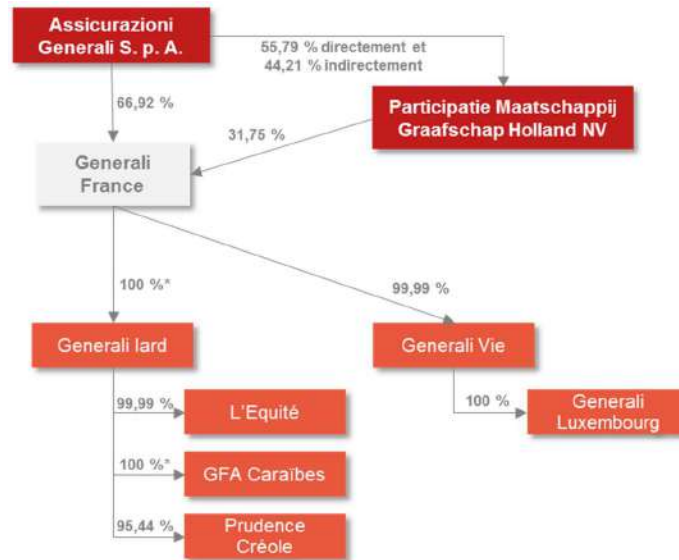 Assicurazioni
Generali S. p. A.
55,79 % directement et
44,21 % indirectement
66,92 %
Participatie Maatschappij
Graafschap Holland NV
31,75 %
Generali
France
100 %*
99,99 %
Generali Iard
Generali Vie
99,99 %
L'Equité
100 %
Generali
Luxembourg
100 %*
GFA Caraïbes
95,44 %
Prudence
Créole